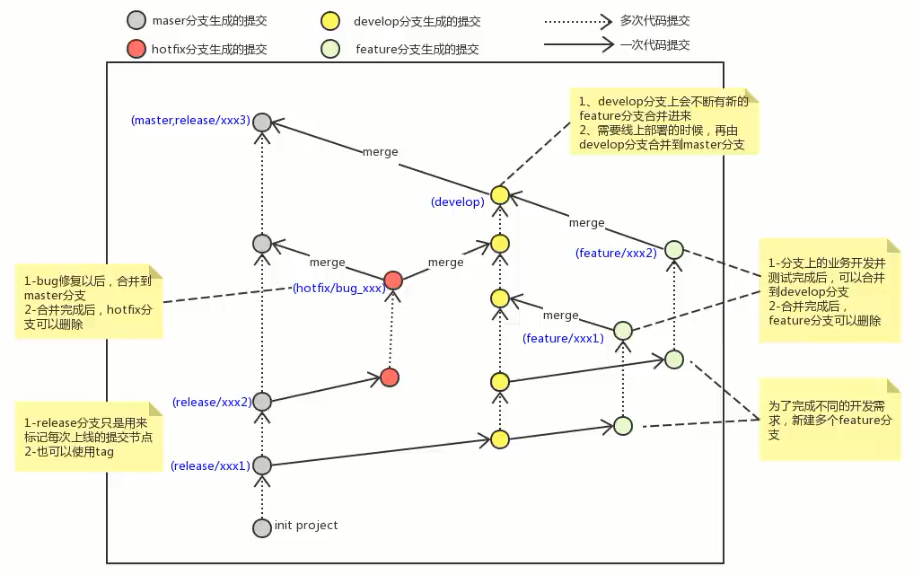 maser分支生成的提交
develop分支生成的提交
多次代码提交
hotfix分支生成的提交
feature分支生成的提交
一次代码提交
1、develop分支上会不断有新的
feature分支合并进来
2、需要线上部署的时候，再由
develop分支合并到master分支
(master,release/xxx3)
merge
(develop)
merge
(feature/xxx2)
1-分支上的业务开发并
测试完成后，可以合并
到develop分支
2-合并完成后，
feature分支可以删除
merge
merge
1-bug修复以后，合并到
master分支
2-合并完成后，hotfix分
支可以删除
(hotfix/bug_xxx)
merge
(feature/xxx1)
(release/xxx2)
为了完成不同的开发需
求，新建多个feature分
支
1-release分支只是用来
标记每次上线的提交节点
2-也可以使用tag
(release/xxx1)
init project